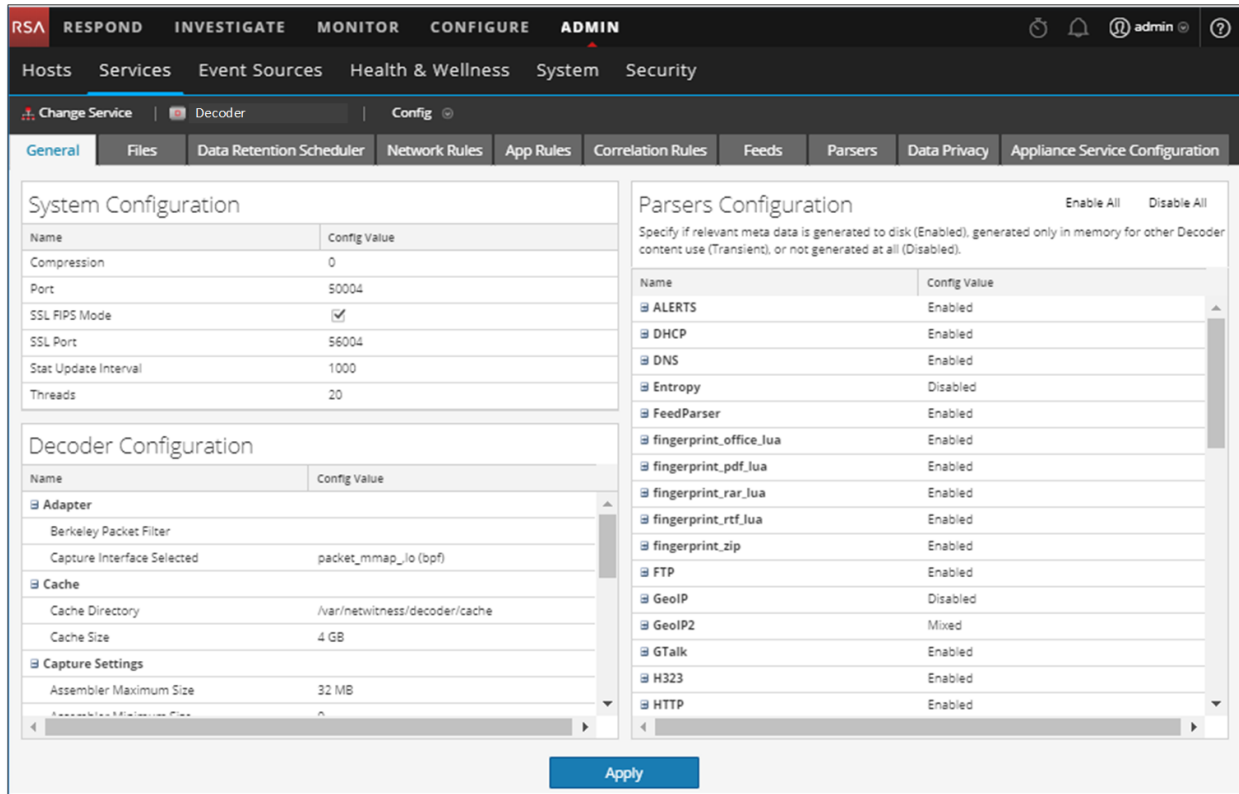 RSA RESPOND INVESTIGATE MONITOR CONFIGURE ADMIN admin
Hosts Services Event Sources Health & Wellness System Security
Change Service | Decoder | Config
General Files Data Retention Scheduler Network Rules App Rules Correlation Rules Feeds Parsers Data Privacy Appliance Service Configuration
System Configuration
Name Config Value
Compression 0
Port 50004
SSL FIPS Mode
SSL Port 56004
Stat Update Interval 1000
Threads 20
Decoder Configuration
Name Config Value
Adapter
Berkeley Packet Filter
Capture Interface Selected packet_mmap_,lo (bpf)
Cache
Cache Directory /var/netwitness/decoder/cache
Cache Size 4 GB
Capture Settings
Assembler Maximum Size 32 MB
Assembler Minimum Size 0
Parsers Configuration Enable All Disable All
Specify if relevant meta data is generated to disk (Enabled), generated only in memory for other Decoder
content use (Transient), or not generated at all (Disabled).
Name Config Value
ALERTS Enabled
DHCP Enabled
DNS Enabled
Entropy Disabled
FeedParser Enabled
fingerprint_office_lua Enabled
fingerprint_pdf_lua Enabled
fingerprint_rar_lua Enabled
fingerprint_rtf_lua Enabled
fingerprint_zip Enabled
FTP Enabled
GeoIP Disabled
GeoIP2 Mixed
GTalk Enabled
H323 Enabled
HTTP Enabled
Apply